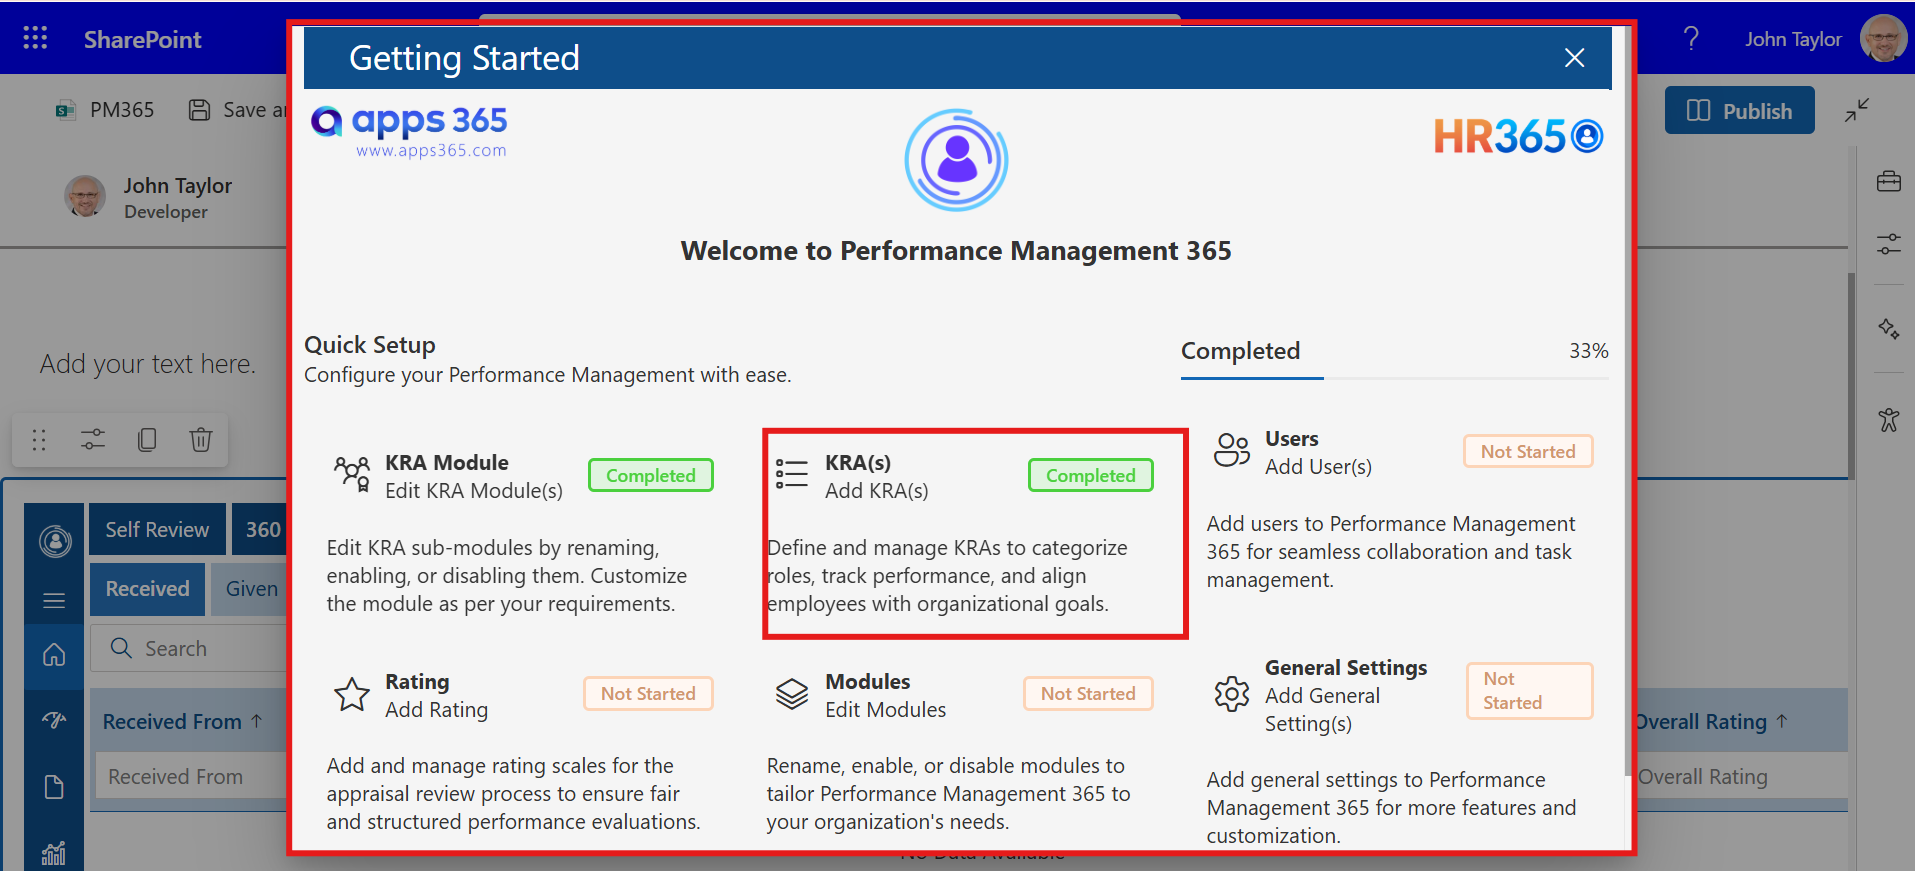 SharePoint
John Taylor
Getting Started
PM365
Save an
Publish
apps 365
www.apps365.com
HR365
John Taylor
Developer
Welcome to Performance Management 365
Add your text here.
Quick Setup
Configure your Performance Management with ease.
Completed
33%
KRA Module
Edit KRA Module(s)
Completed
Edit KRA sub-modules by renaming,
enabling, or disabling them. Customize
the module as per your requirements.
KRA(s)
Add KRA(s)
Completed
Define and manage KRAs to categorize
roles, track performance, and align
employees with organizational goals.
Users
Add User(s)
Not Started
Add users to Performance Management
365 for seamless collaboration and task
management.
Rating
Add Rating
Not Started
Add and manage rating scales for the
appraisal review process to ensure fair
and structured performance evaluations.
Modules
Edit Modules
Not Started
Rename, enable, or disable modules to
tailor Performance Management 365 to
your organization's needs.
General Settings
Add General
Setting(s)
Not
Started
Add general settings to Performance
Management 365 for more features and
customization.
Self Review
360
Received
Given
Search
Received From ↑
Received From
Overall Rating ↑
Overall Rating
No Data Available